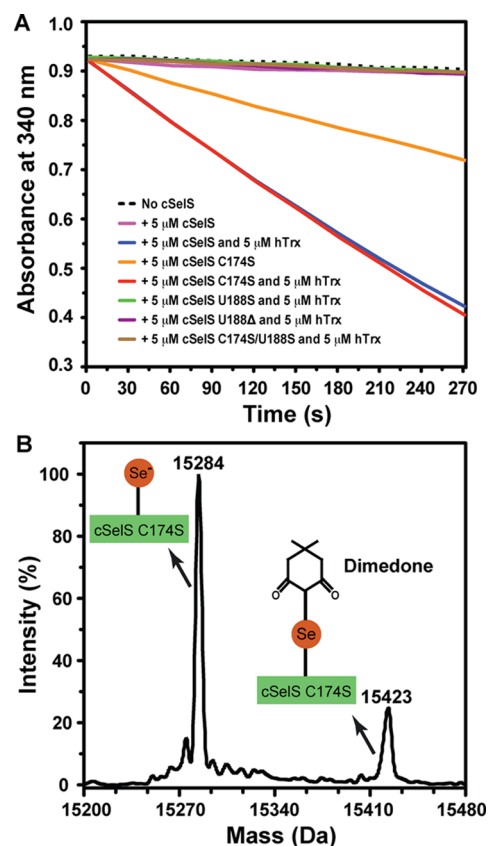 A
1.0
0.9
0.8
0.7
0.6
0.5
0.4
0.3
Absorbance at 340 nm
No cSelS
+ 5 μM cSelS
+ 5 μM cSelS and 5 μM hTrx
+ 5 μM cSelS C174S
+ 5 μM cSelS C174S and 5 μM hTrx
+ 5 μM cSelS U188S and 5 μM hTrx
+ 5 μM cSelS U188Δ and 5 μM hTrx
+ 5 μM cSelS C174S/U188S and 5 μM hTrx
0 30 60 90 120 150 180 210 240 270
Time (s)
B
100
80
60
40
20
0
Intensity (%)
15284
Se⁻
cSelS C174S
Dimedone
O O
Se
cSelS C174S
15423
15200 15270 15340 15410 15480
Mass (Da)